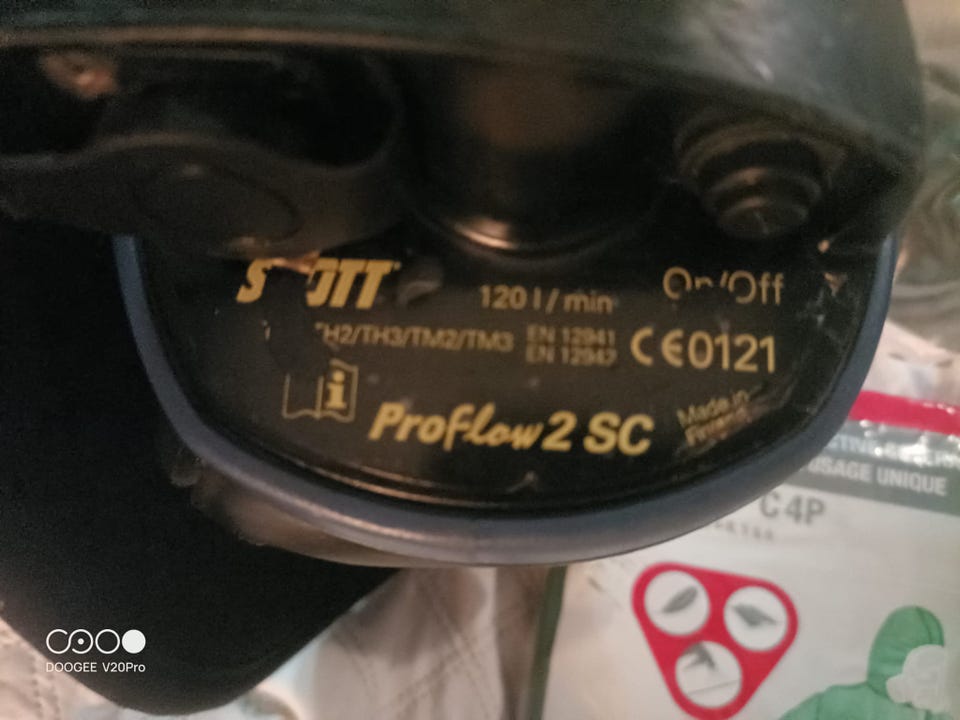 SCOTT
120 l / min
On/Off
TH2/TH3/TM2/TM3
EN 12941
EN 12942
CE0121
i
Proflow 2 SC
Made in
Finland
USAGE UNIQUE
C4P
DOOGEE V20Pro